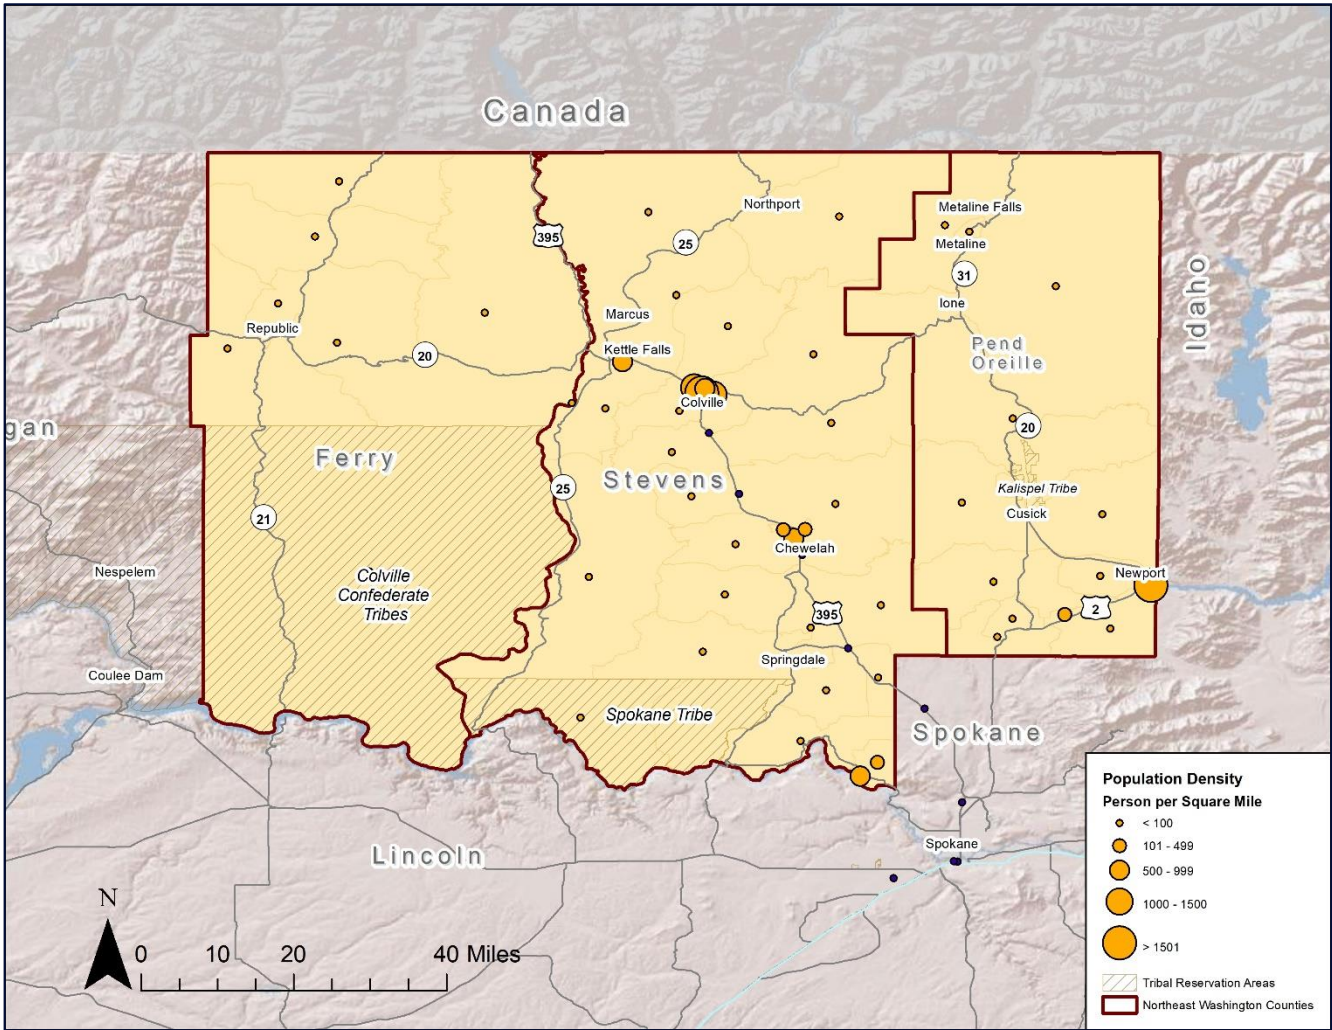 Canada
Northport
Metaline Falls
395
25
Metaline
31
Idaho
Ione
Marcus
Republic
Pend
Oreille
Kettle Falls
20
Colville
gan
20
Ferry
Stevens
25
Kalispel Tribe
Cusick
21
Chewelah
Nespelem
Colville
Confederate
Tribes
Newport
2
395
Springdale
Coulee Dam
Spokane Tribe
Spokane
Lincoln
Spokane
N
0 10 20 40 Miles
Population Density
Person per Square Mile
< 100
101 - 499
500 - 999
1000 - 1500
> 1501
Tribal Reservation Areas
Northeast Washington Counties